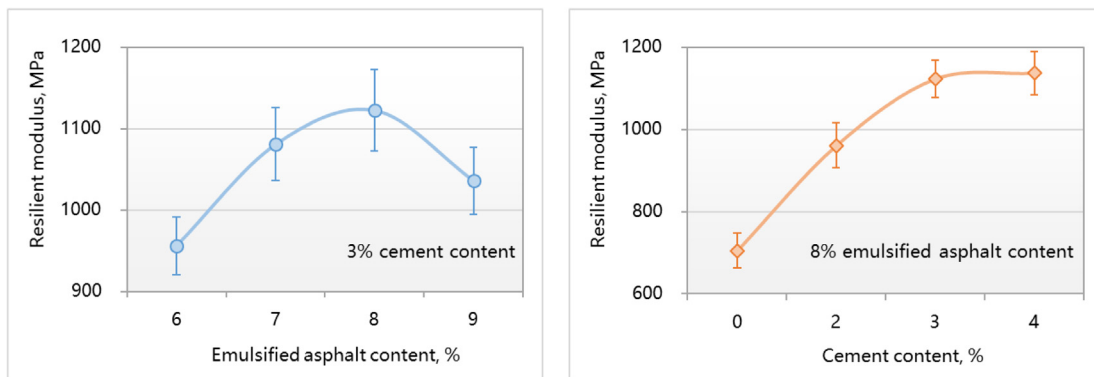 Resilient modulus, MPa
1200
1100
1000
900
3% cement content
6 7 8 9
Emulsified asphalt content, %
Resilient modulus, MPa
1200
1000
800
600
8% emulsified asphalt content
0 2 3 4
Cement content, %